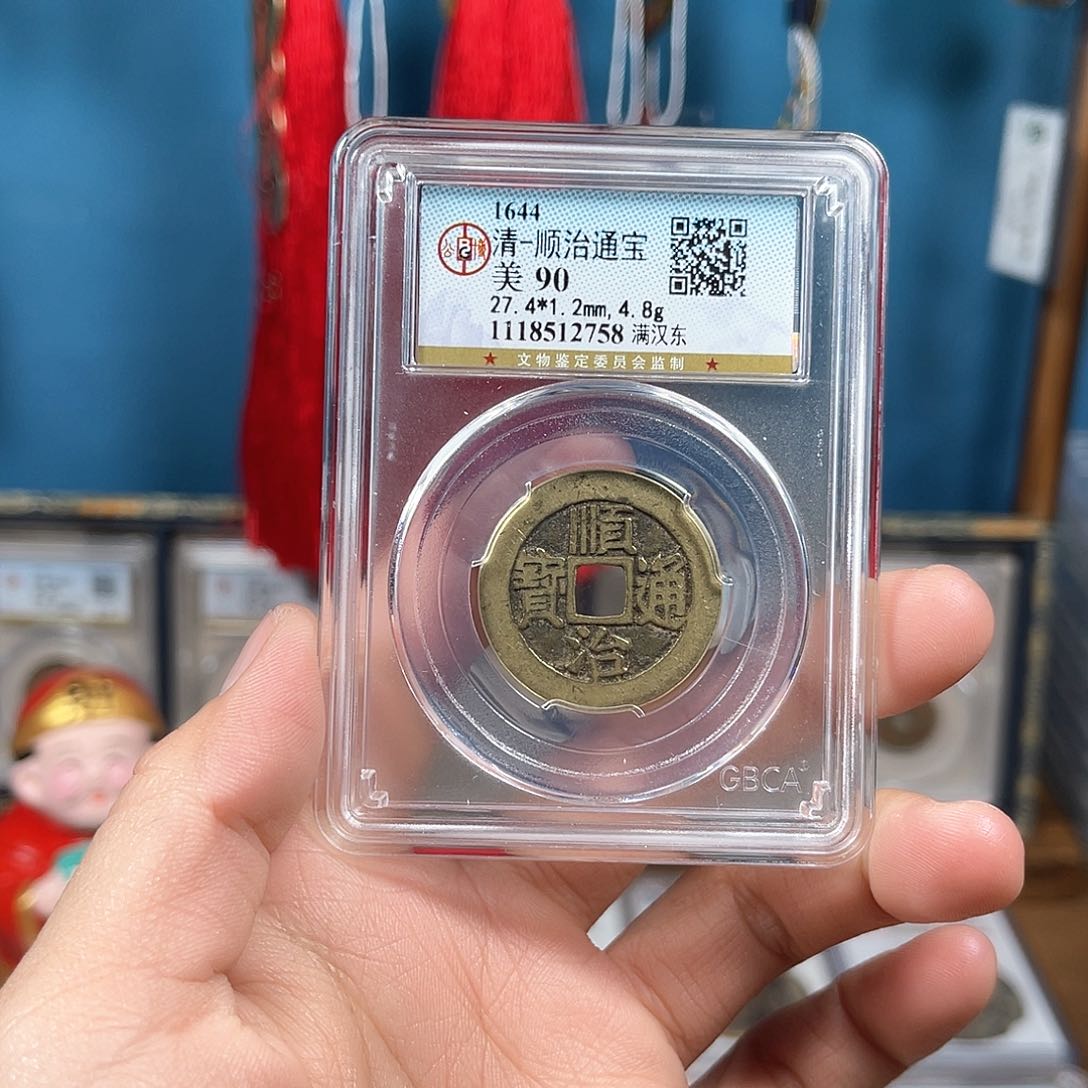 1644
清-顺治通宝
美 90
27.4*1.2mm,4.8g
1118512758 满汉东
★ 文物鉴定委员会监制 ★
順
寳 通
治
GBCA